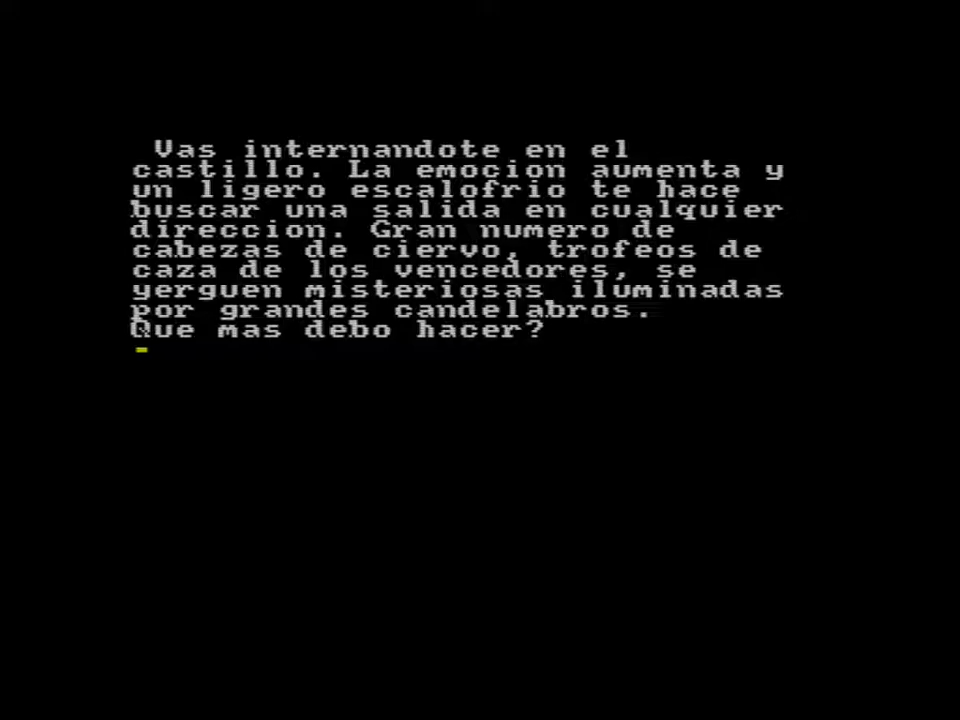 Vas internandote en el
castillo. La emocion aumenta y
un ligero escalofrio te hace
buscar una salida en cualquier
direccion. Gran numero de
cabezas de ciervo, trofeos de
caza de los vencedores, se
yerguen misteriosas iluminadas
por grandes candelabros.
Que mas debo hacer?